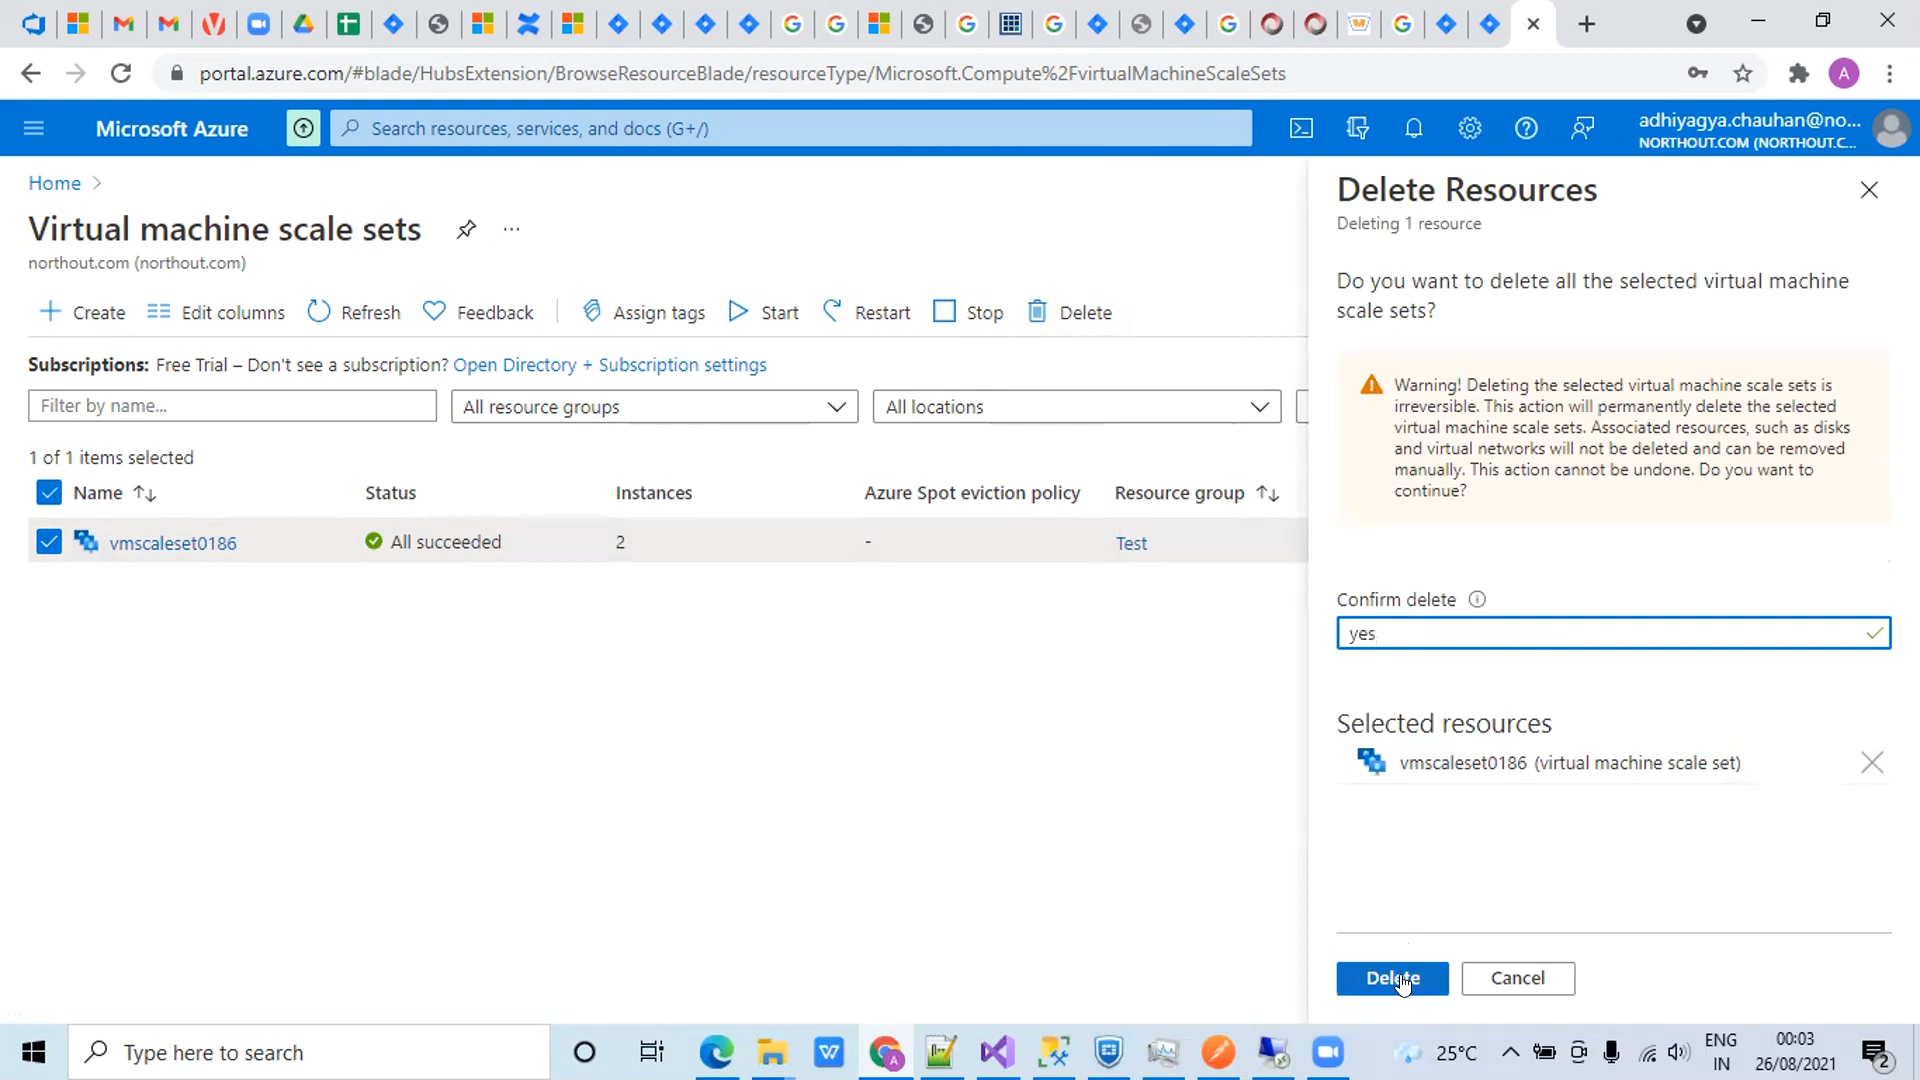 portal.azure.com/#blade/HubsExtension/BrowseResourceBlade/resourceType/Microsoft.Compute%2FvirtualMachineScaleSets
A
Microsoft Azure
Search resources, services, and docs (G+/)
adhiyagya.chauhan@no...
NORTHOUT.COM (NORTHOUT.C...
Home
Virtual machine scale sets
northout.com (northout.com)
Create Edit columns Refresh Feedback Assign tags Start Restart Stop Delete
Subscriptions: Free Trial – Don't see a subscription? Open Directory + Subscription settings
Filter by name... All resource groups All locations
1 of 1 items selected
Name Status Instances Azure Spot eviction policy Resource group
vmscaleset0186 All succeeded 2 - Test
Delete Resources
Deleting 1 resource
Do you want to delete all the selected virtual machine
scale sets?
Warning! Deleting the selected virtual machine scale sets is
irreversible. This action will permanently delete the selected
virtual machine scale sets. Associated resources, such as disks
and virtual networks will not be deleted and can be removed
manually. This action cannot be undone. Do you want to
continue?
Confirm delete
yes
Selected resources
vmscaleset0186 (virtual machine scale set)
Delete Cancel
Type here to search
25°C
ENG
IN
00:03
26/08/2021
2